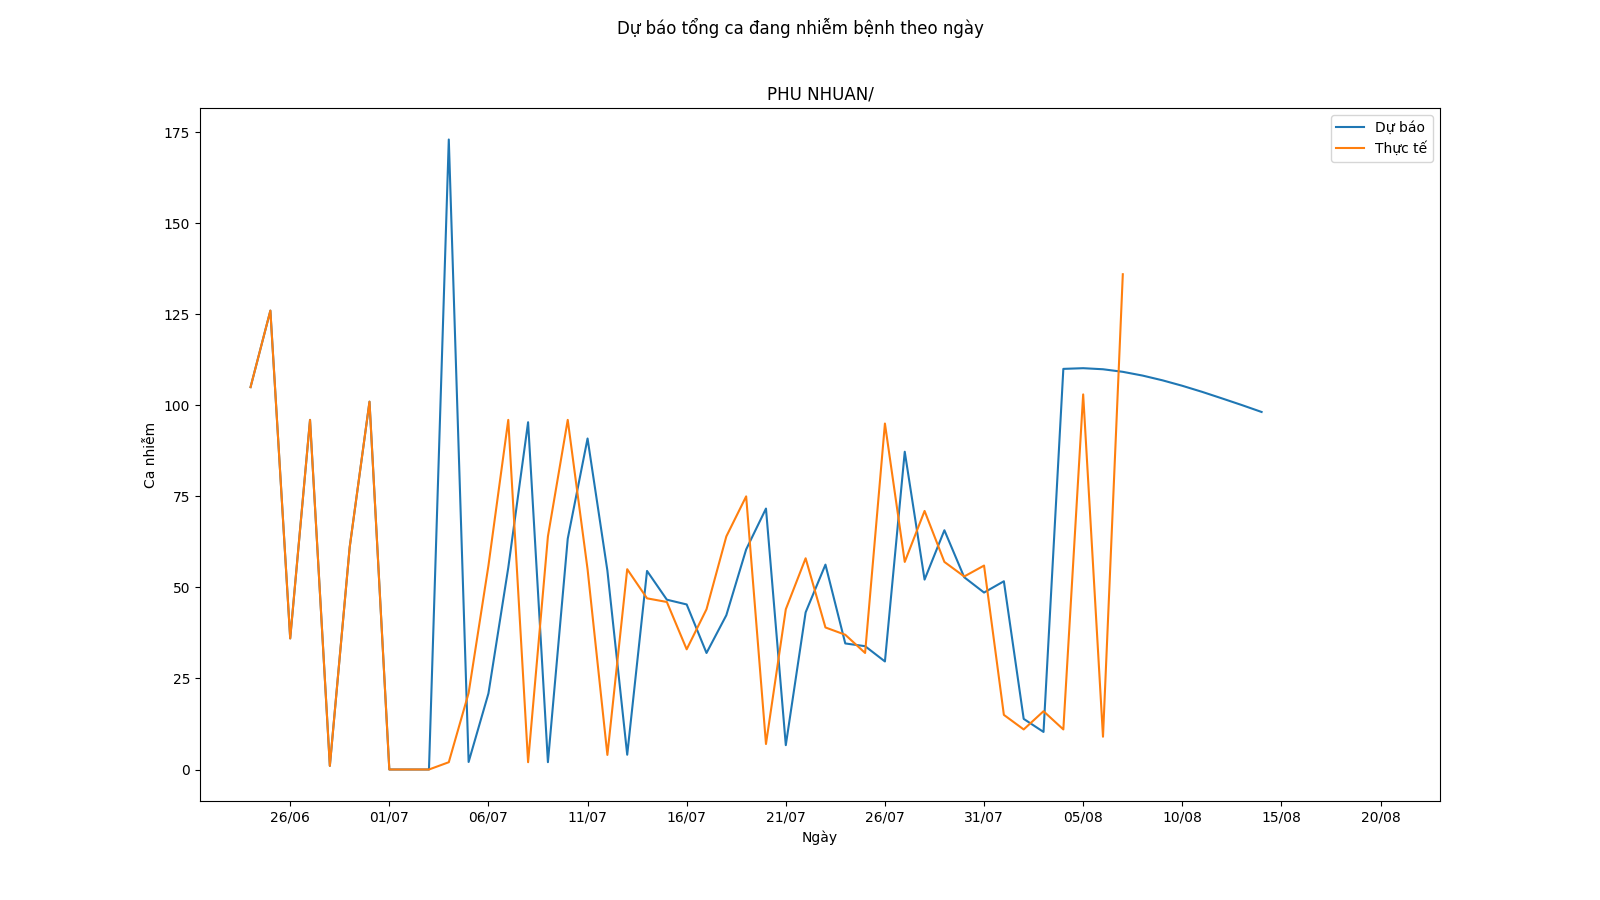 Dự báo tổng ca đang nhiễm bệnh theo ngày
PHU NHUAN/
Dự báo
Thực tế
175
150
125
100
75
50
25
0
Ca nhiễm
26/06 01/07 06/07 11/07 16/07 21/07 26/07 31/07 05/08 10/08 15/08 20/08
Ngày